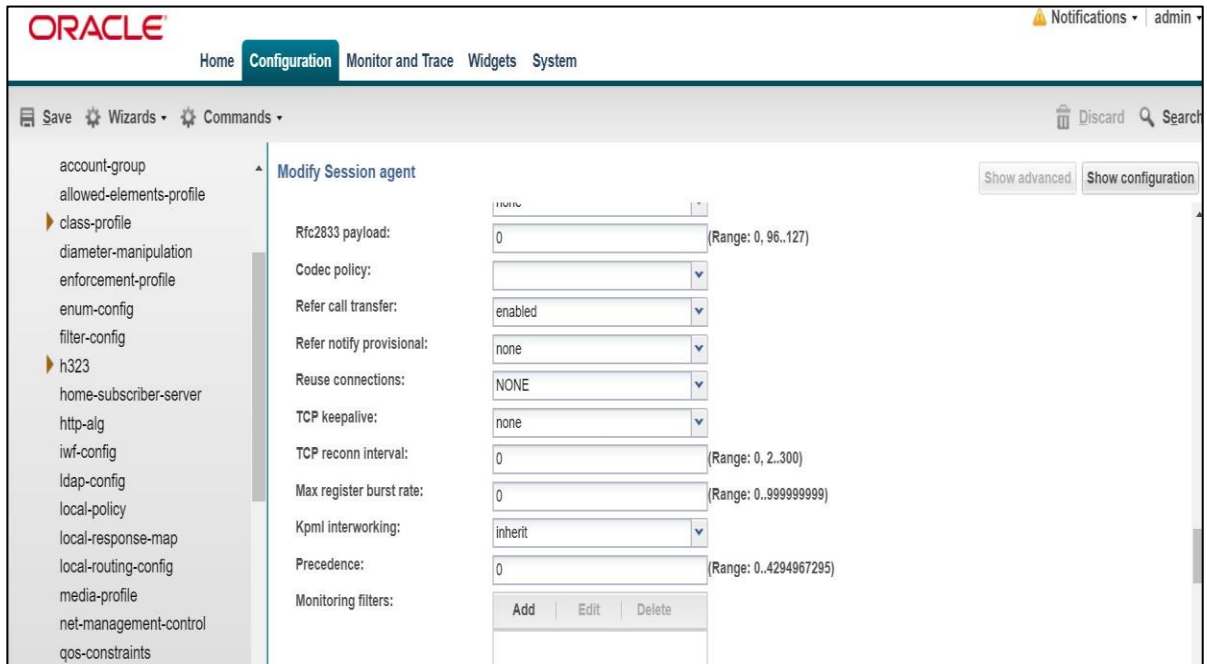 ORACLE
Notifications admin
Home Configuration Monitor and Trace Widgets System
Save Wizards Commands Discard Search
account-group
allowed-elements-profile
class-profile
diameter-manipulation
enforcement-profile
enum-config
filter-config
h323
home-subscriber-server
http-alg
iwf-config
ldap-config
local-policy
local-response-map
local-routing-config
media-profile
net-management-control
qos-constraints
Modify Session agent Show advanced Show configuration
none
Rfc2833 payload: 0 (Range: 0, 96..127)
Codec policy:
Refer call transfer: enabled
Refer notify provisional: none
Reuse connections: NONE
TCP keepalive: none
TCP reconn interval: 0 (Range: 0, 2..300)
Max register burst rate: 0 (Range: 0..999999999)
Kpml interworking: inherit
Precedence: 0 (Range: 0..4294967295)
Monitoring filters: Add Edit Delete